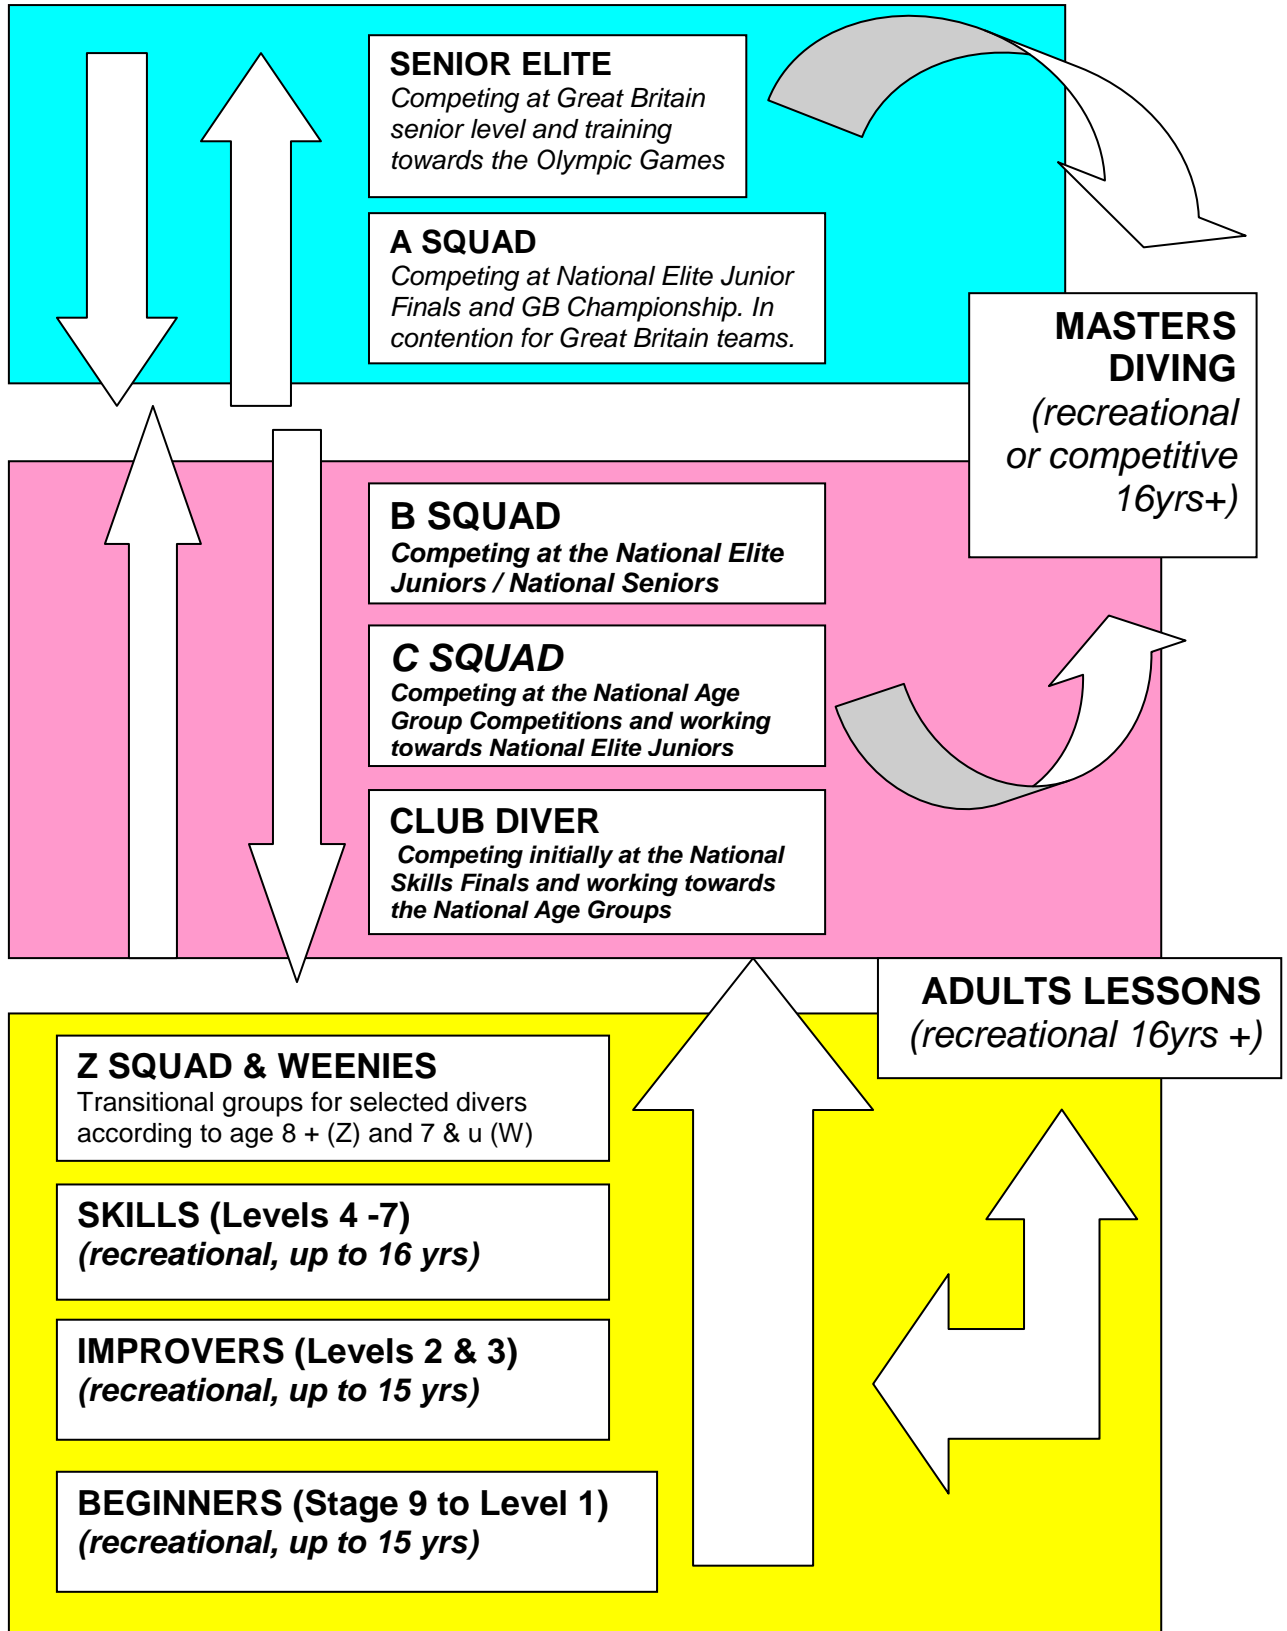 SENIOR ELITE
Competing at Great Britain
senior level and training
towards the Olympic Games
A SQUAD
Competing at National Elite Junior
Finals and GB Championship. In
contention for Great Britain teams.
MASTERS
DIVING
(recreational
or competitive
16yrs+)
B SQUAD
Competing at the National Elite
Juniors / National Seniors
C SQUAD
Competing at the National Age
Group Competitions and working
towards National Elite Juniors
CLUB DIVER
Competing initially at the National
Skills Finals and working towards
the National Age Groups
ADULTS LESSONS
(recreational 16yrs +)
Z SQUAD & WEENIES
Transitional groups for selected divers
according to age 8 + (Z) and 7 & u (W)
SKILLS (Levels 4 -7)
(recreational, up to 16 yrs)
IMPROVERS (Levels 2 & 3)
(recreational, up to 15 yrs)
BEGINNERS (Stage 9 to Level 1)
(recreational, up to 15 yrs)